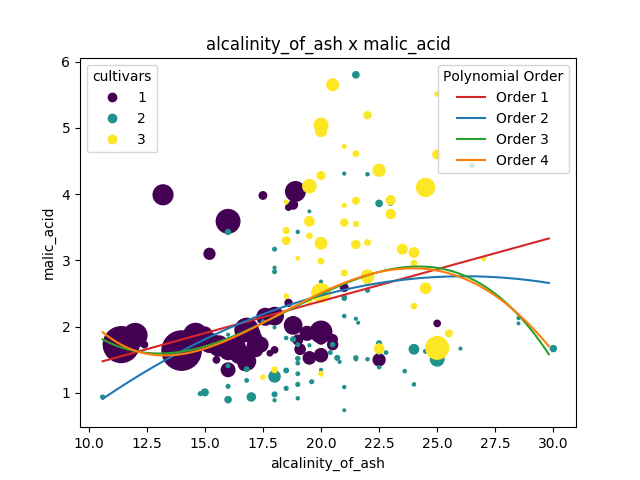 alcalinity_of_ash x malic_acid
cultivars
1
2
3
Polynomial Order
Order 1
Order 2
Order 3
Order 4
malic_acid
6
5
4
3
2
1
10.0 12.5 15.0 17.5 20.0 22.5 25.0 27.5 30.0
alcalinity_of_ash